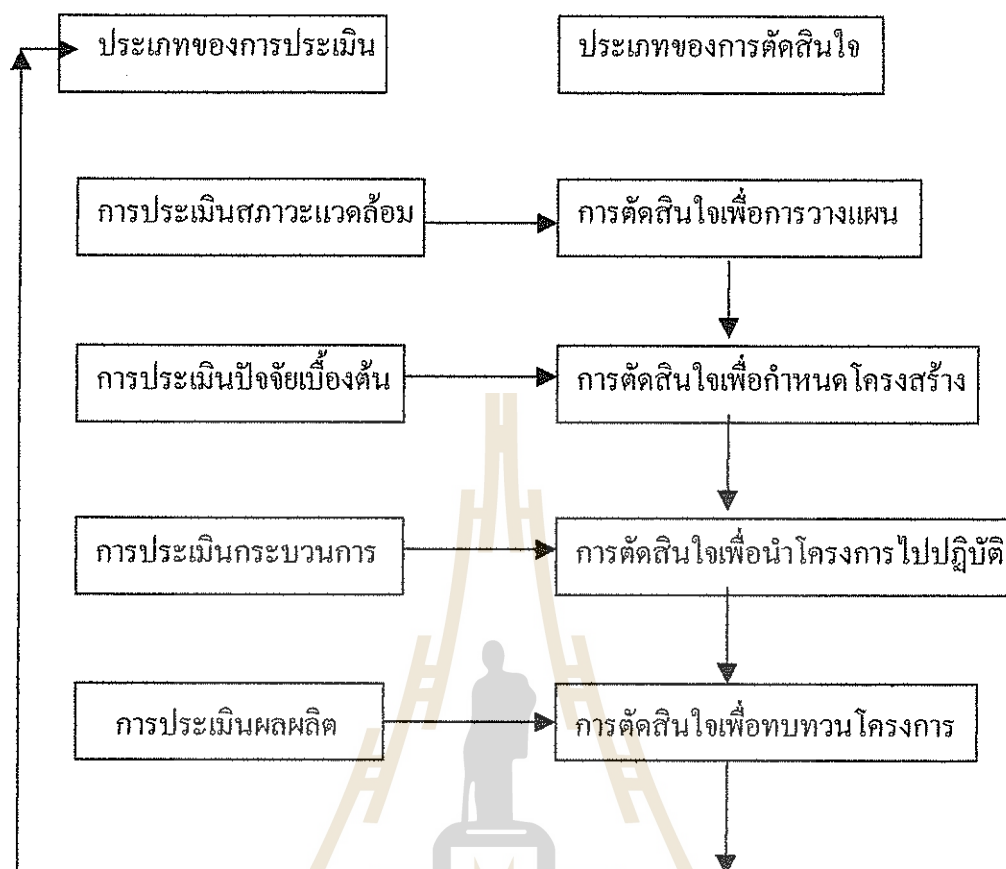 ประเภทของการประเมิน
ประเภทของการตัดสินใจ
การประเมินสภาวะแวดล้อม
การตัดสินใจเพื่อการวางแผน
การประเมินปัจจัยเบื้องต้น
การตัดสินใจเพื่อกำหนดโครงสร้าง
การประเมินกระบวนการ
การตัดสินใจเพื่อนำโครงการไปปฏิบัติ
การประเมินผลผลิต
การตัดสินใจเพื่อทบทวนโครงการ